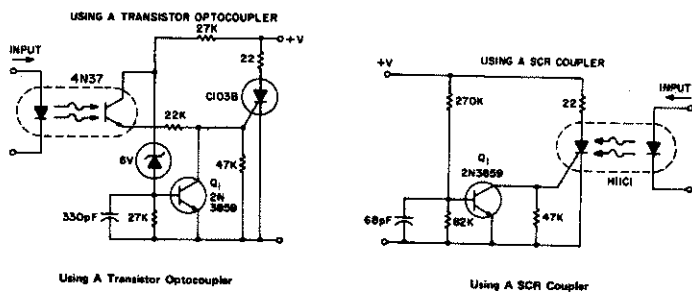 USING A TRANSISTOR OPTOCOUPLER
27K
+V
INPUT
4N37
22
C103B
22K
6V
47K
Q1
2N
3859
330pF
27K
Using A Transistor Optocoupler
+V
USING A SCR COUPLER
INPUT
270K
22
Q1
2N3859
H11C1
68pF
82K
47K
Using A SCR Coupler